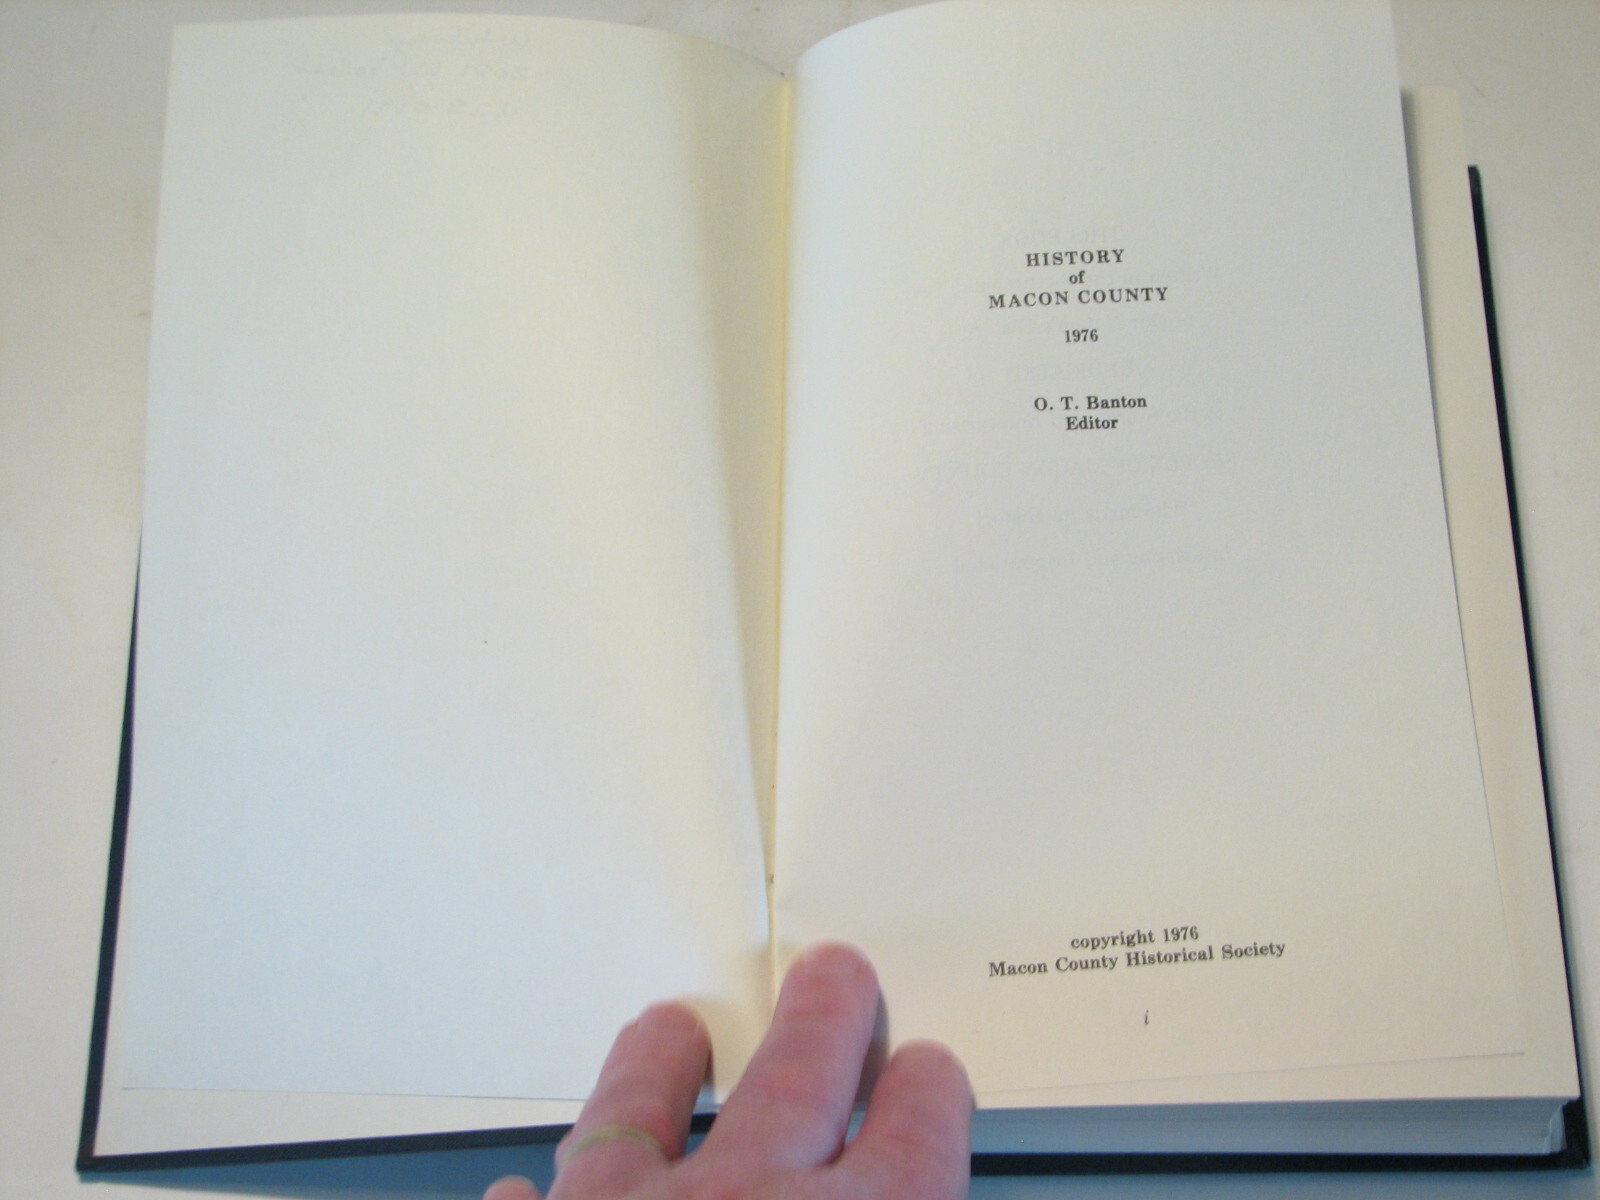 HISTORY
of
MACON COUNTY
1976
O. T. Banton
Editor
copyright 1976
Macon County Historical Society
i